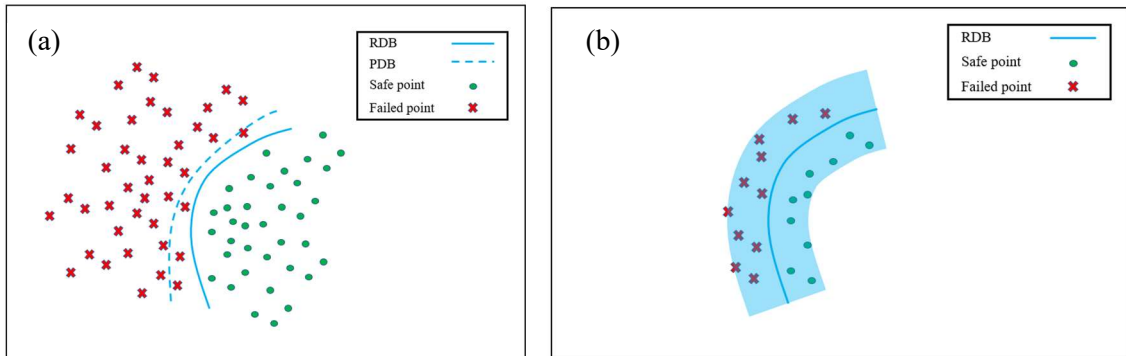 (a)
RDB
PDB
Safe point
Failed point
(b)
RDB
Safe point
Failed point